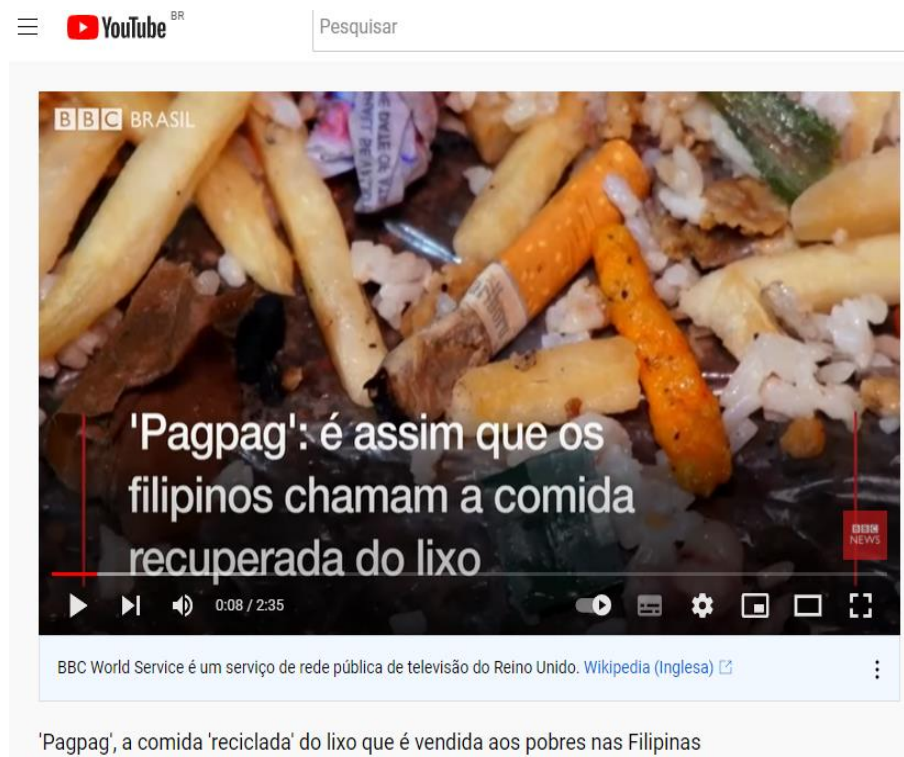 YouTube BR
Pesquisar
BBC BRASIL
'Pagpag': é assim que os
filipinos chamam a comida
recuperada do lixo
BBC
NEWS
0:08 / 2:35
BBC World Service é um serviço de rede pública de televisão do Reino Unido. Wikipedia (Inglesa)
'Pagpag', a comida 'reciclada' do lixo que é vendida aos pobres nas Filipinas